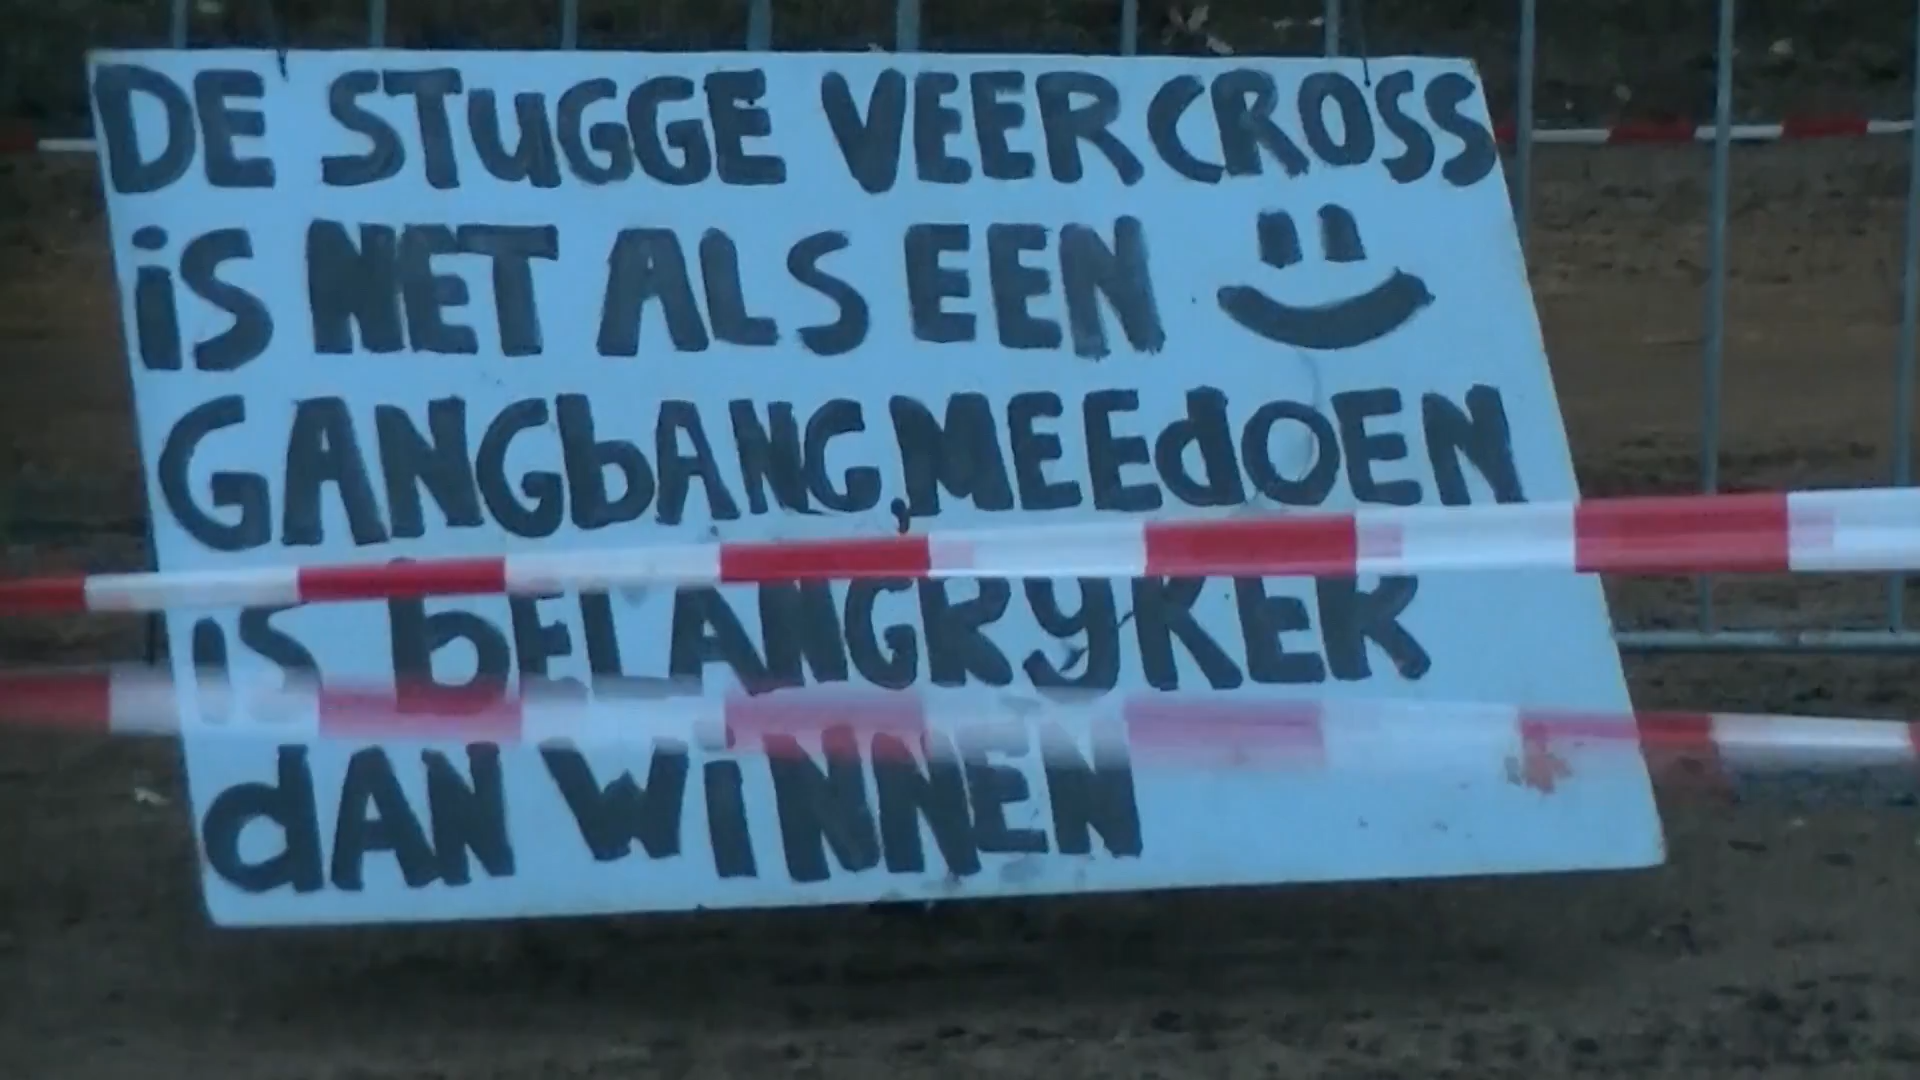 DE STuGGE VEERCROSS
iS NET ALS EEN
GANGbANG, MEEdOEN
iS bELANGRyKER
dAN WiNNEN